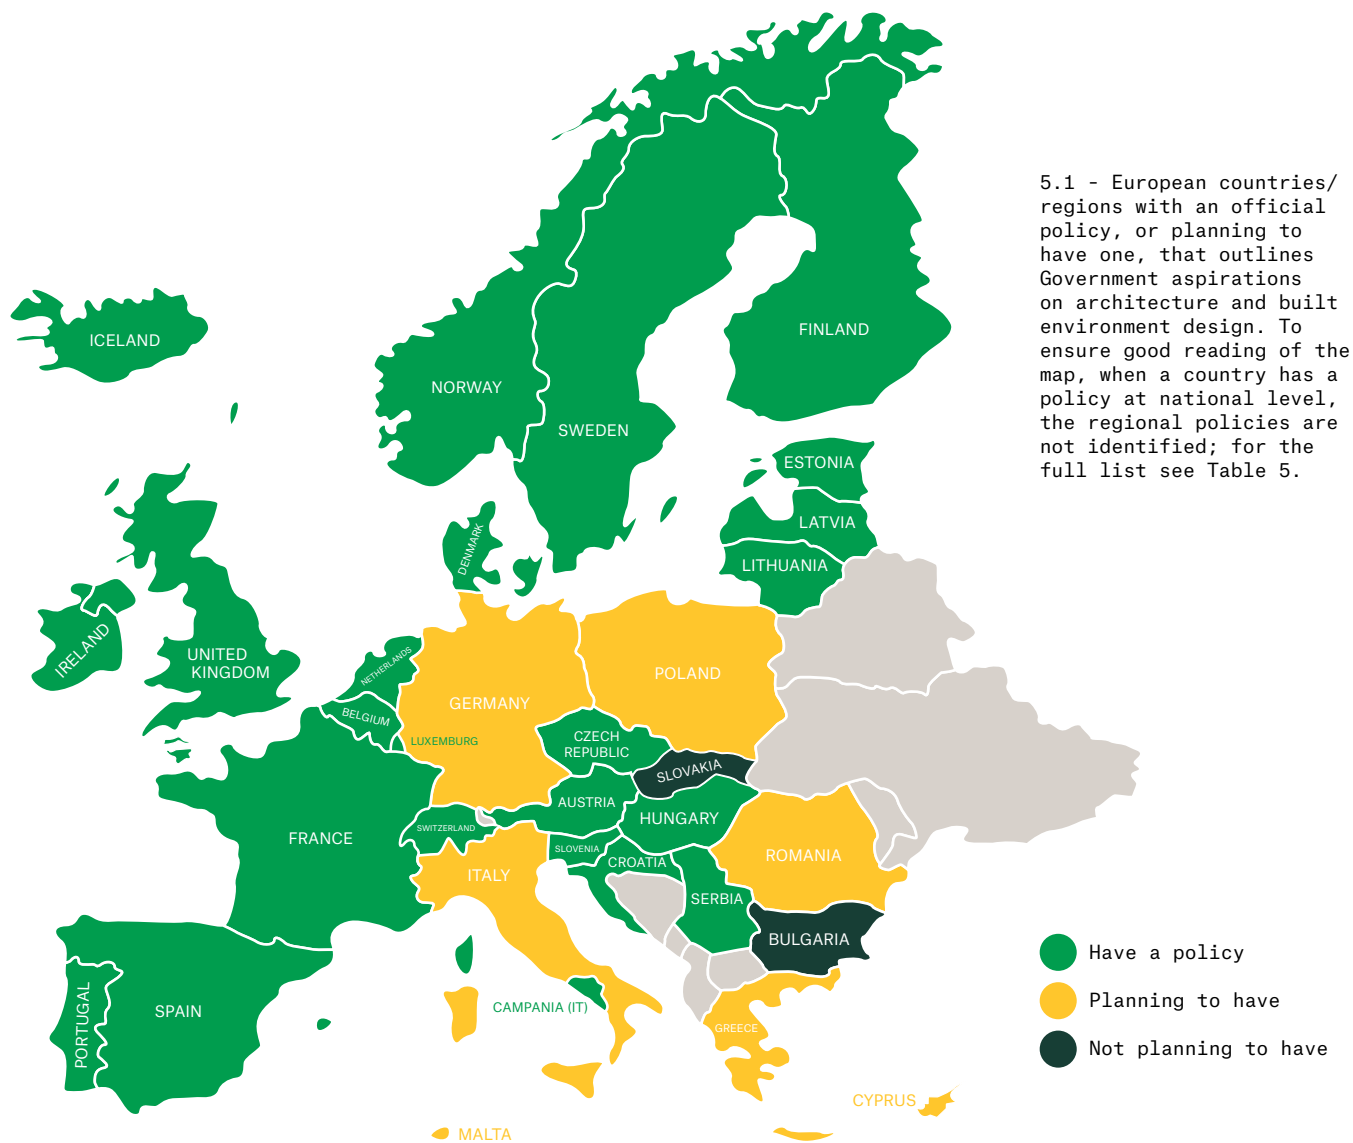 5.1 - European countries/
regions with an official
policy, or planning to
have one, that outlines
Government aspirations
on architecture and built
environment design. To
ensure good reading of the
map, when a country has a
policy at national level,
the regional policies are
not identified; for the
full list see Table 5.
ICELAND
FINLAND
NORWAY
SWEDEN
ESTONIA
LATVIA
DENMARK
LITHUANIA
IRELAND
UNITED
KINGDOM
NETHERLANDS
POLAND
GERMANY
BELGIUM
LUXEMBURG
CZECH
REPUBLIC
SLOVAKIA
AUSTRIA
HUNGARY
SWITZERLAND
FRANCE
SLOVENIA
CROATIA
ROMANIA
ITALY
SERBIA
BULGARIA
PORTUGAL
SPAIN
CAMPANIA (IT)
GREECE
CYPRUS
MALTA
Have a policy
Planning to have
Not planning to have